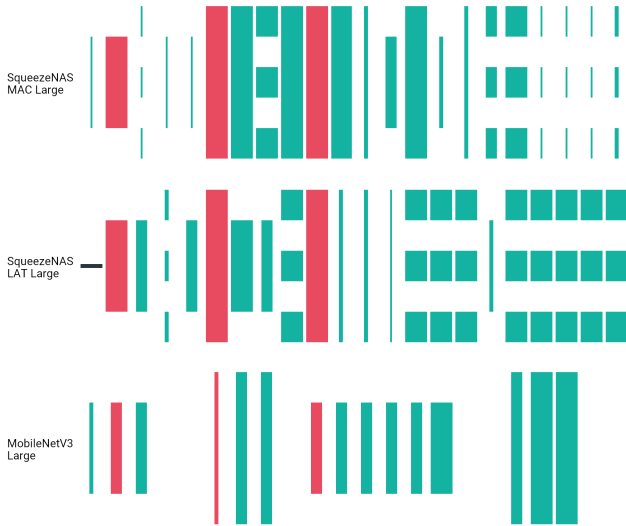 SqueezeNAS
MAC Large
SqueezeNAS
LAT Large
MobileNetV3
Large